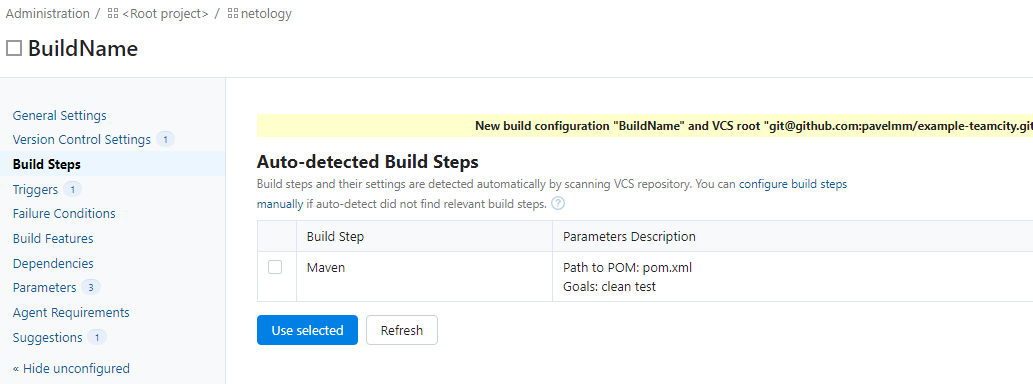 Administration / <Root project> / netology
BuildName
General Settings
Version Control Settings 1
Build Steps
Triggers 1
Failure Conditions
Build Features
Dependencies
Parameters 3
Agent Requirements
Suggestions 1
« Hide unconfigured
New build configuration "BuildName" and VCS root "git@github.com:pavelmm/example-teamcity.git
Auto-detected Build Steps
Build steps and their settings are detected automatically by scanning VCS repository. You can configure build steps
manually if auto-detect did not find relevant build steps. ?
Build Step Parameters Description
Maven Path to POM: pom.xml
Goals: clean test
Use selected Refresh